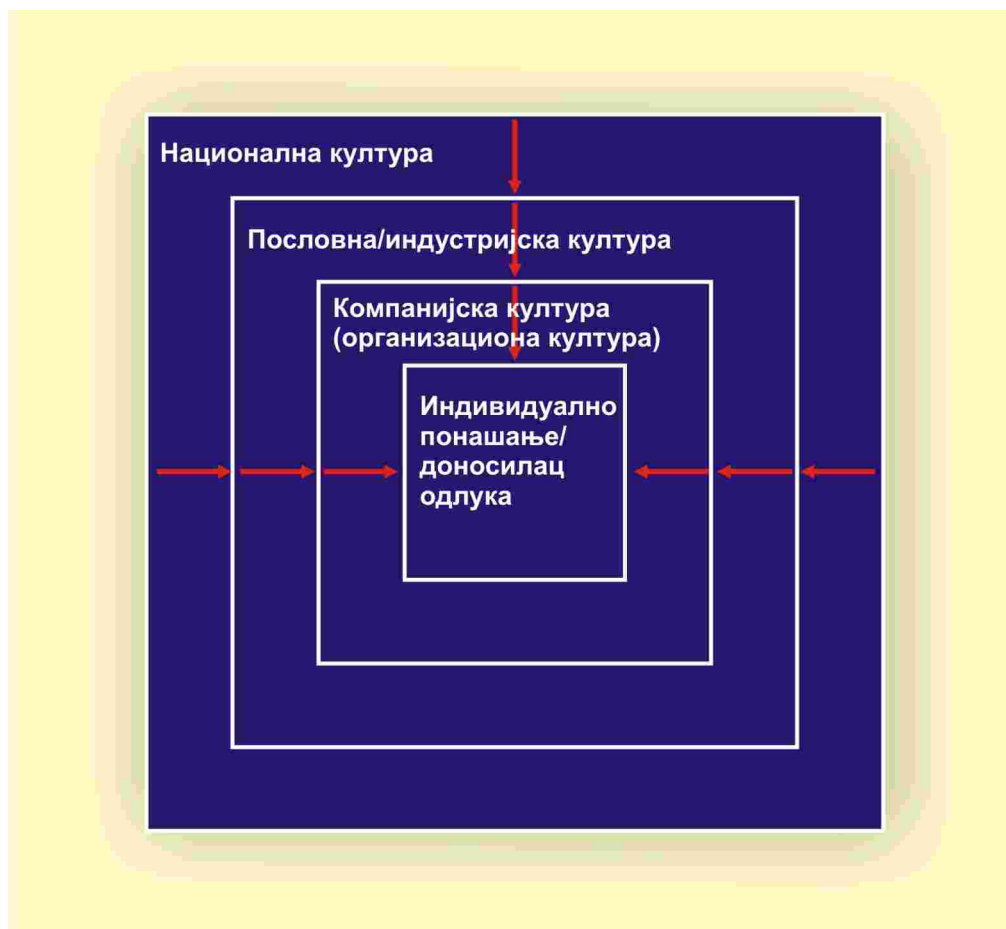 Национална култура
Пословна/индустријска култура
Компанијска култура
(организациона култура)
Индивидуално
понашање/
доносилац
одлука